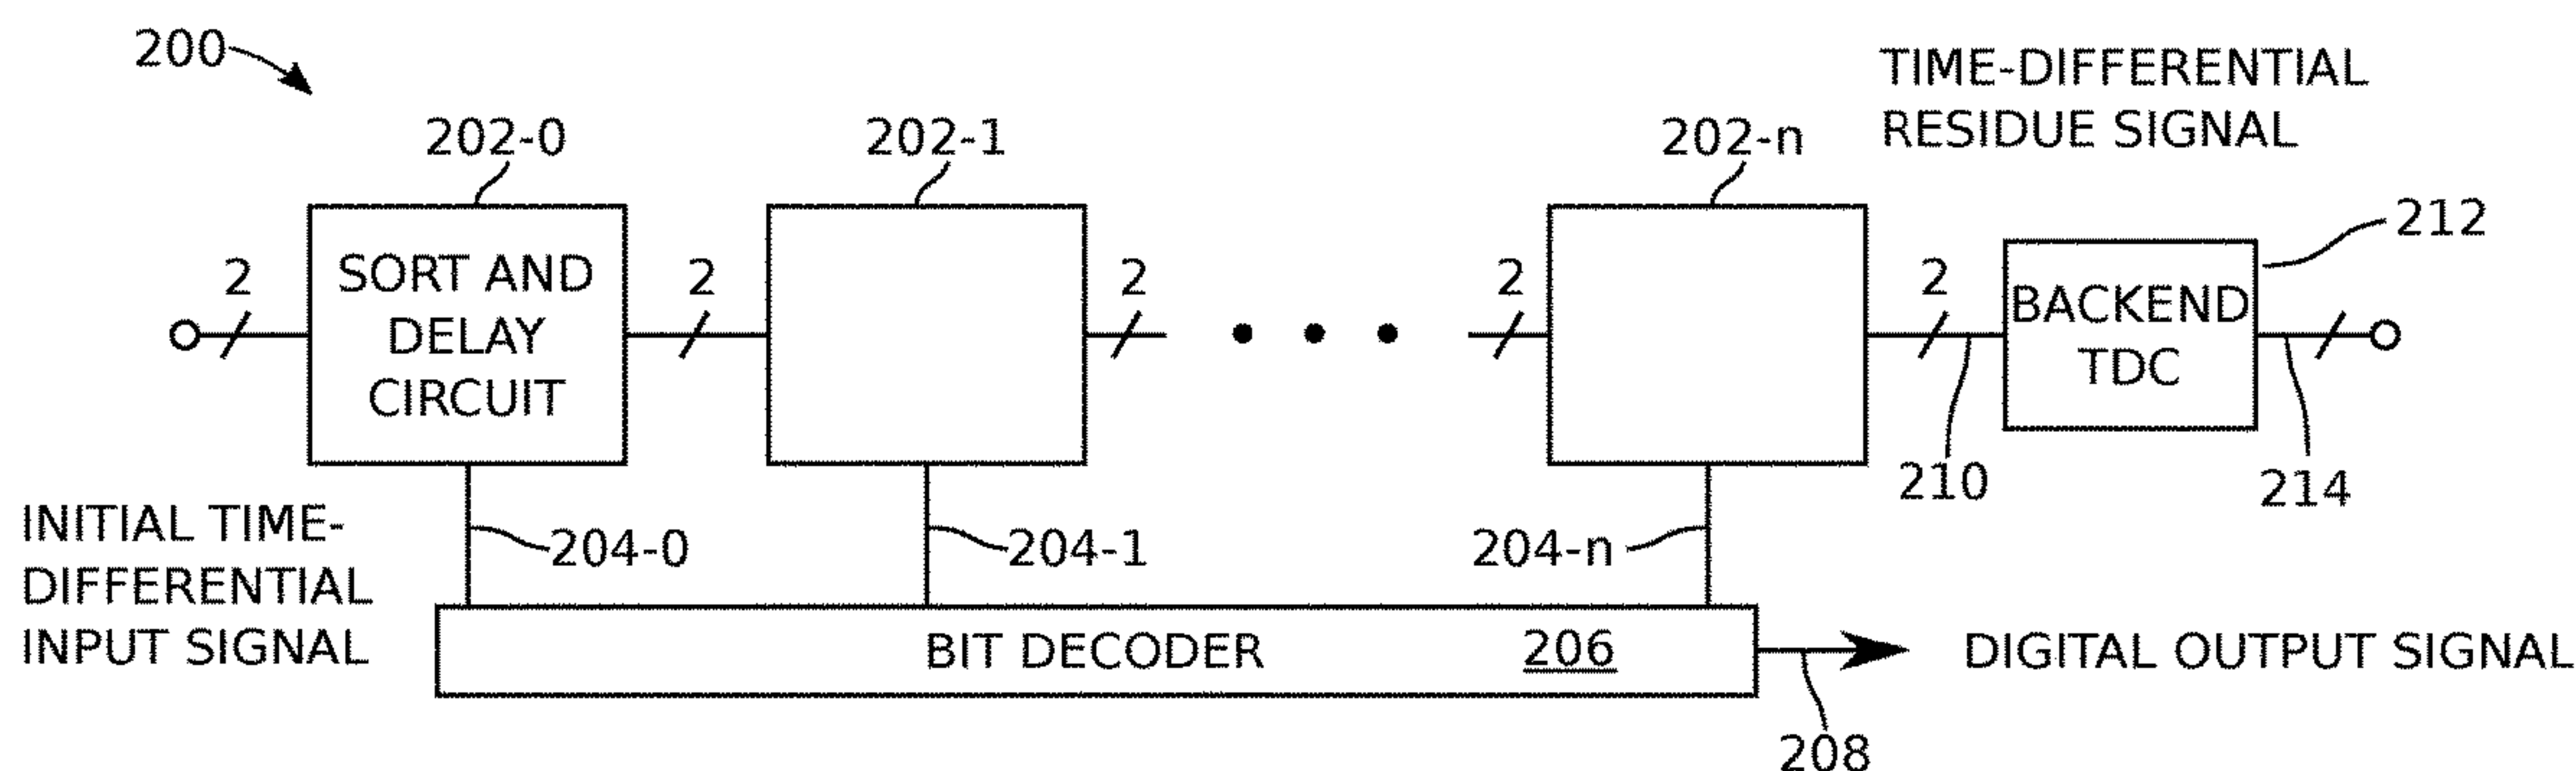 200
TIME-DIFFERENTIAL
RESIDUE SIGNAL
202-0
202-1
202-n
212
2
2
2
2
2
SORT AND
DELAY
CIRCUIT
BACKEND
TDC
210
214
INITIAL TIME-
DIFFERENTIAL
INPUT SIGNAL
204-0
204-1
204-n
BIT DECODER
206
DIGITAL OUTPUT SIGNAL
208